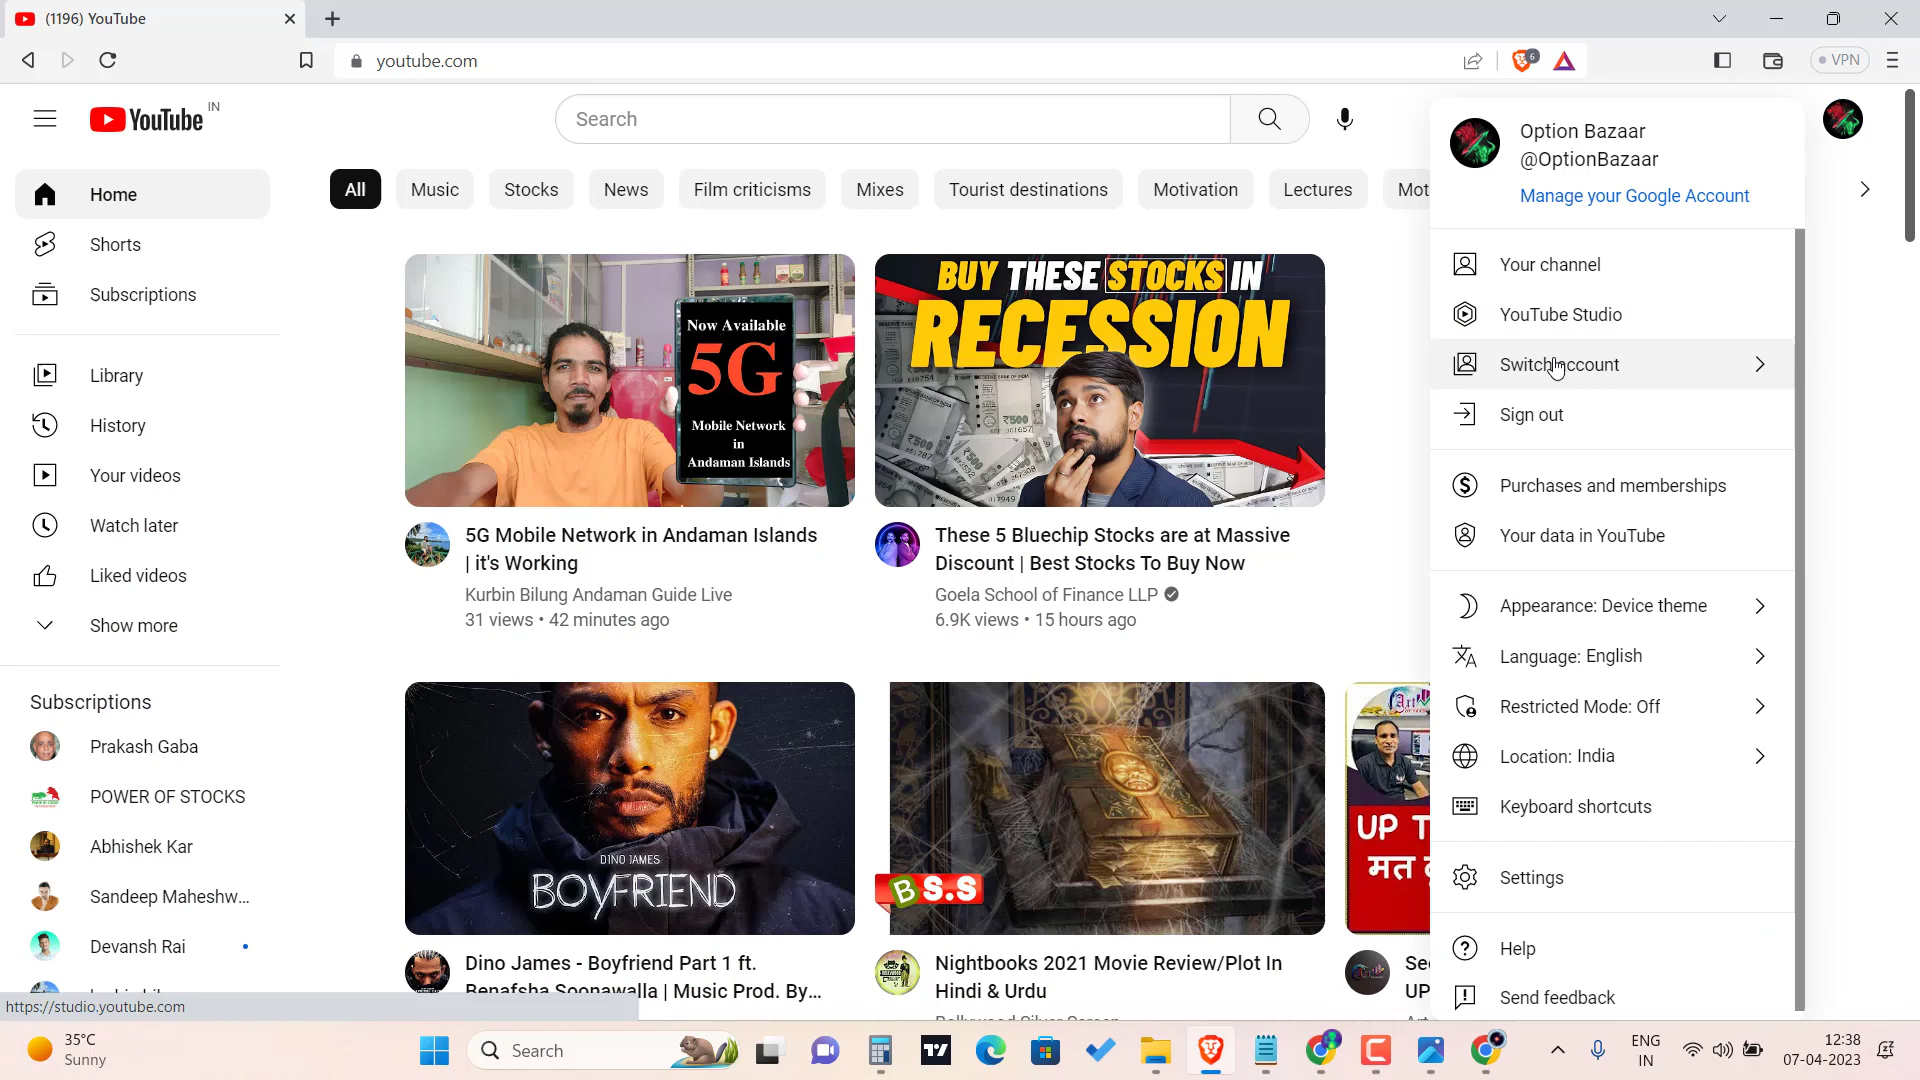 (1196) YouTube
youtube.com
6
VPN
YouTube IN
Search
Option Bazaar
@OptionBazaar
Manage your Google Account
Home
Shorts
Subscriptions
Library
History
Your videos
Watch later
Liked videos
Show more
Subscriptions
Prakash Gaba
POWER OF STOCKS
Abhishek Kar
Sandeep Maheshw...
Devansh Rai
https://studio.youtube.com
All
Music
Stocks
News
Film criticisms
Mixes
Tourist destinations
Motivation
Lectures
Mot
Now Available
5G
Mobile Network
in
Andaman Islands
BUY THESE STOCKS IN
RECESSION
5G Mobile Network in Andaman Islands
| it's Working
Kurbin Bilung Andaman Guide Live
31 views • 42 minutes ago
These 5 Bluechip Stocks are at Massive
Discount | Best Stocks To Buy Now
Goela School of Finance LLP
6.9K views • 15 hours ago
DINO JAMES
BOYFRIEND
B S.S
UP T
मत
Dino James - Boyfriend Part 1 ft.
Benafsha Soonawalla | Music Prod. By...
Nightbooks 2021 Movie Review/Plot In
Hindi & Urdu
Your channel
YouTube Studio
Switch account
Sign out
Purchases and memberships
Your data in YouTube
Appearance: Device theme
Language: English
Restricted Mode: Off
Location: India
Keyboard shortcuts
Settings
Help
Send feedback
35°C
Sunny
Search
ENG
IN
12:38
07-04-2023